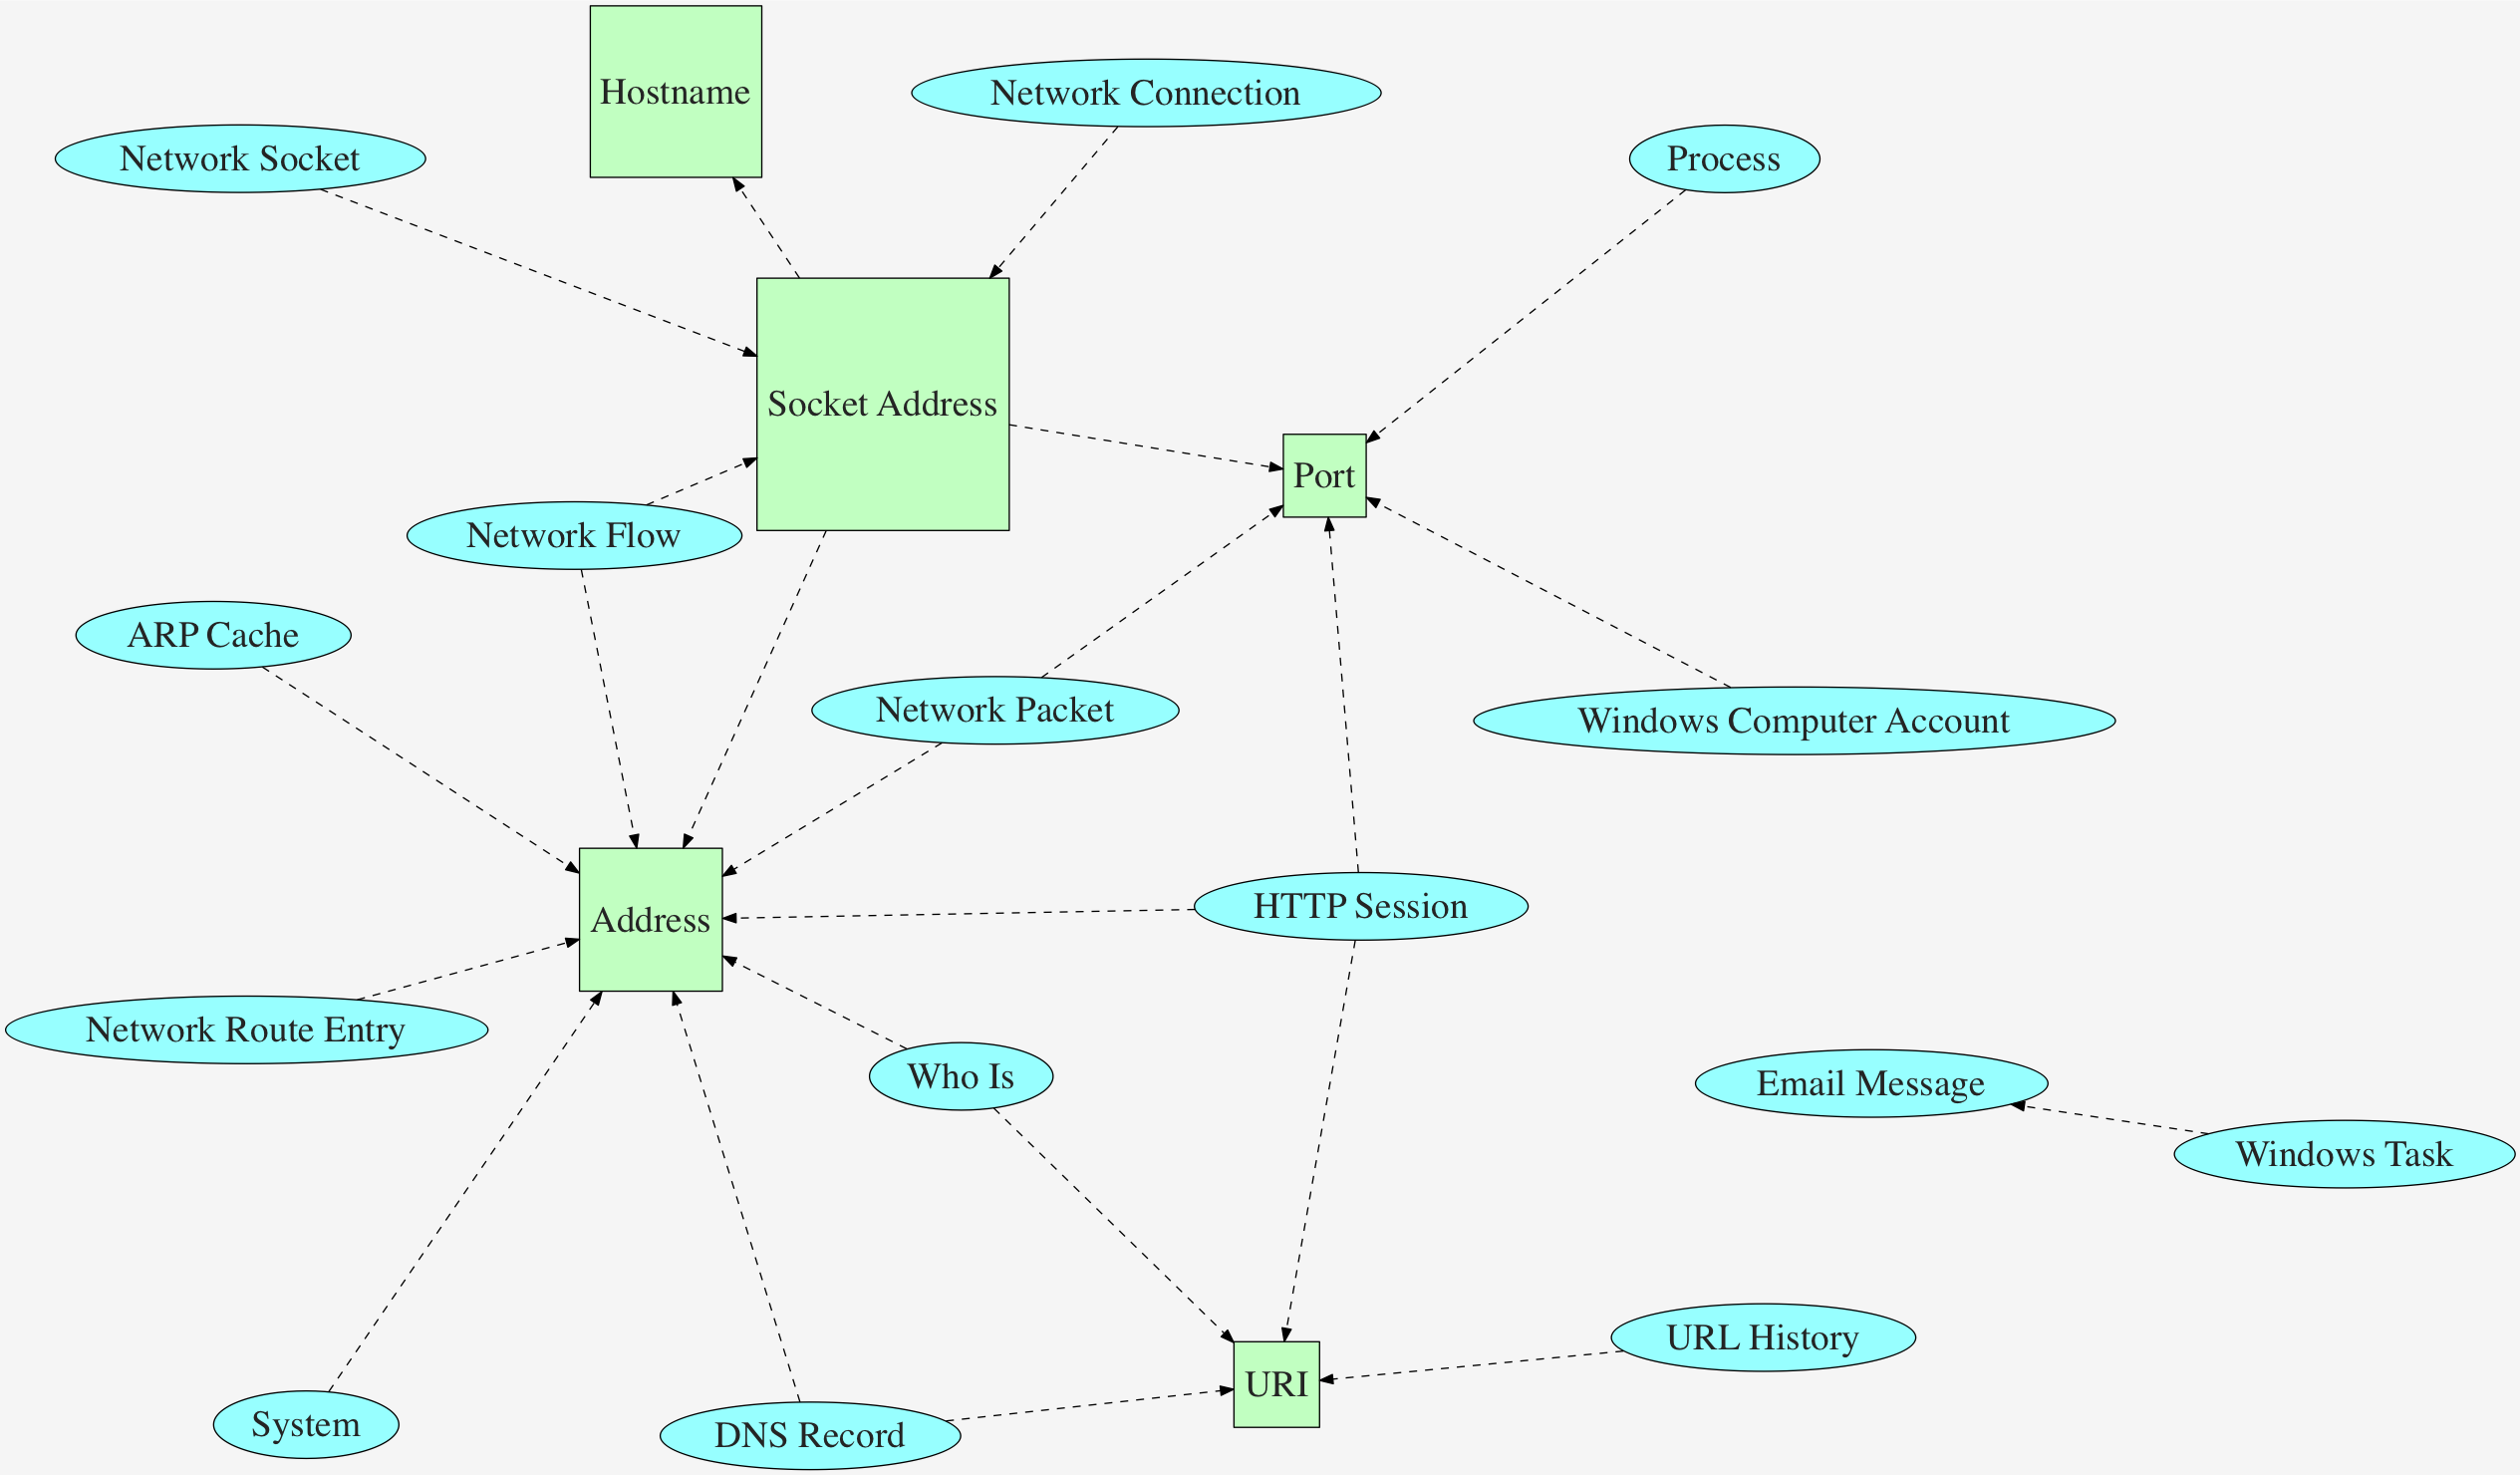 Hostname
Network Connection
Network Socket
Process
Socket Address
Port
Network Flow
ARP Cache
Network Packet
Windows Computer Account
Address
HTTP Session
Network Route Entry
Who Is
Email Message
Windows Task
URL History
URI
System
DNS Record